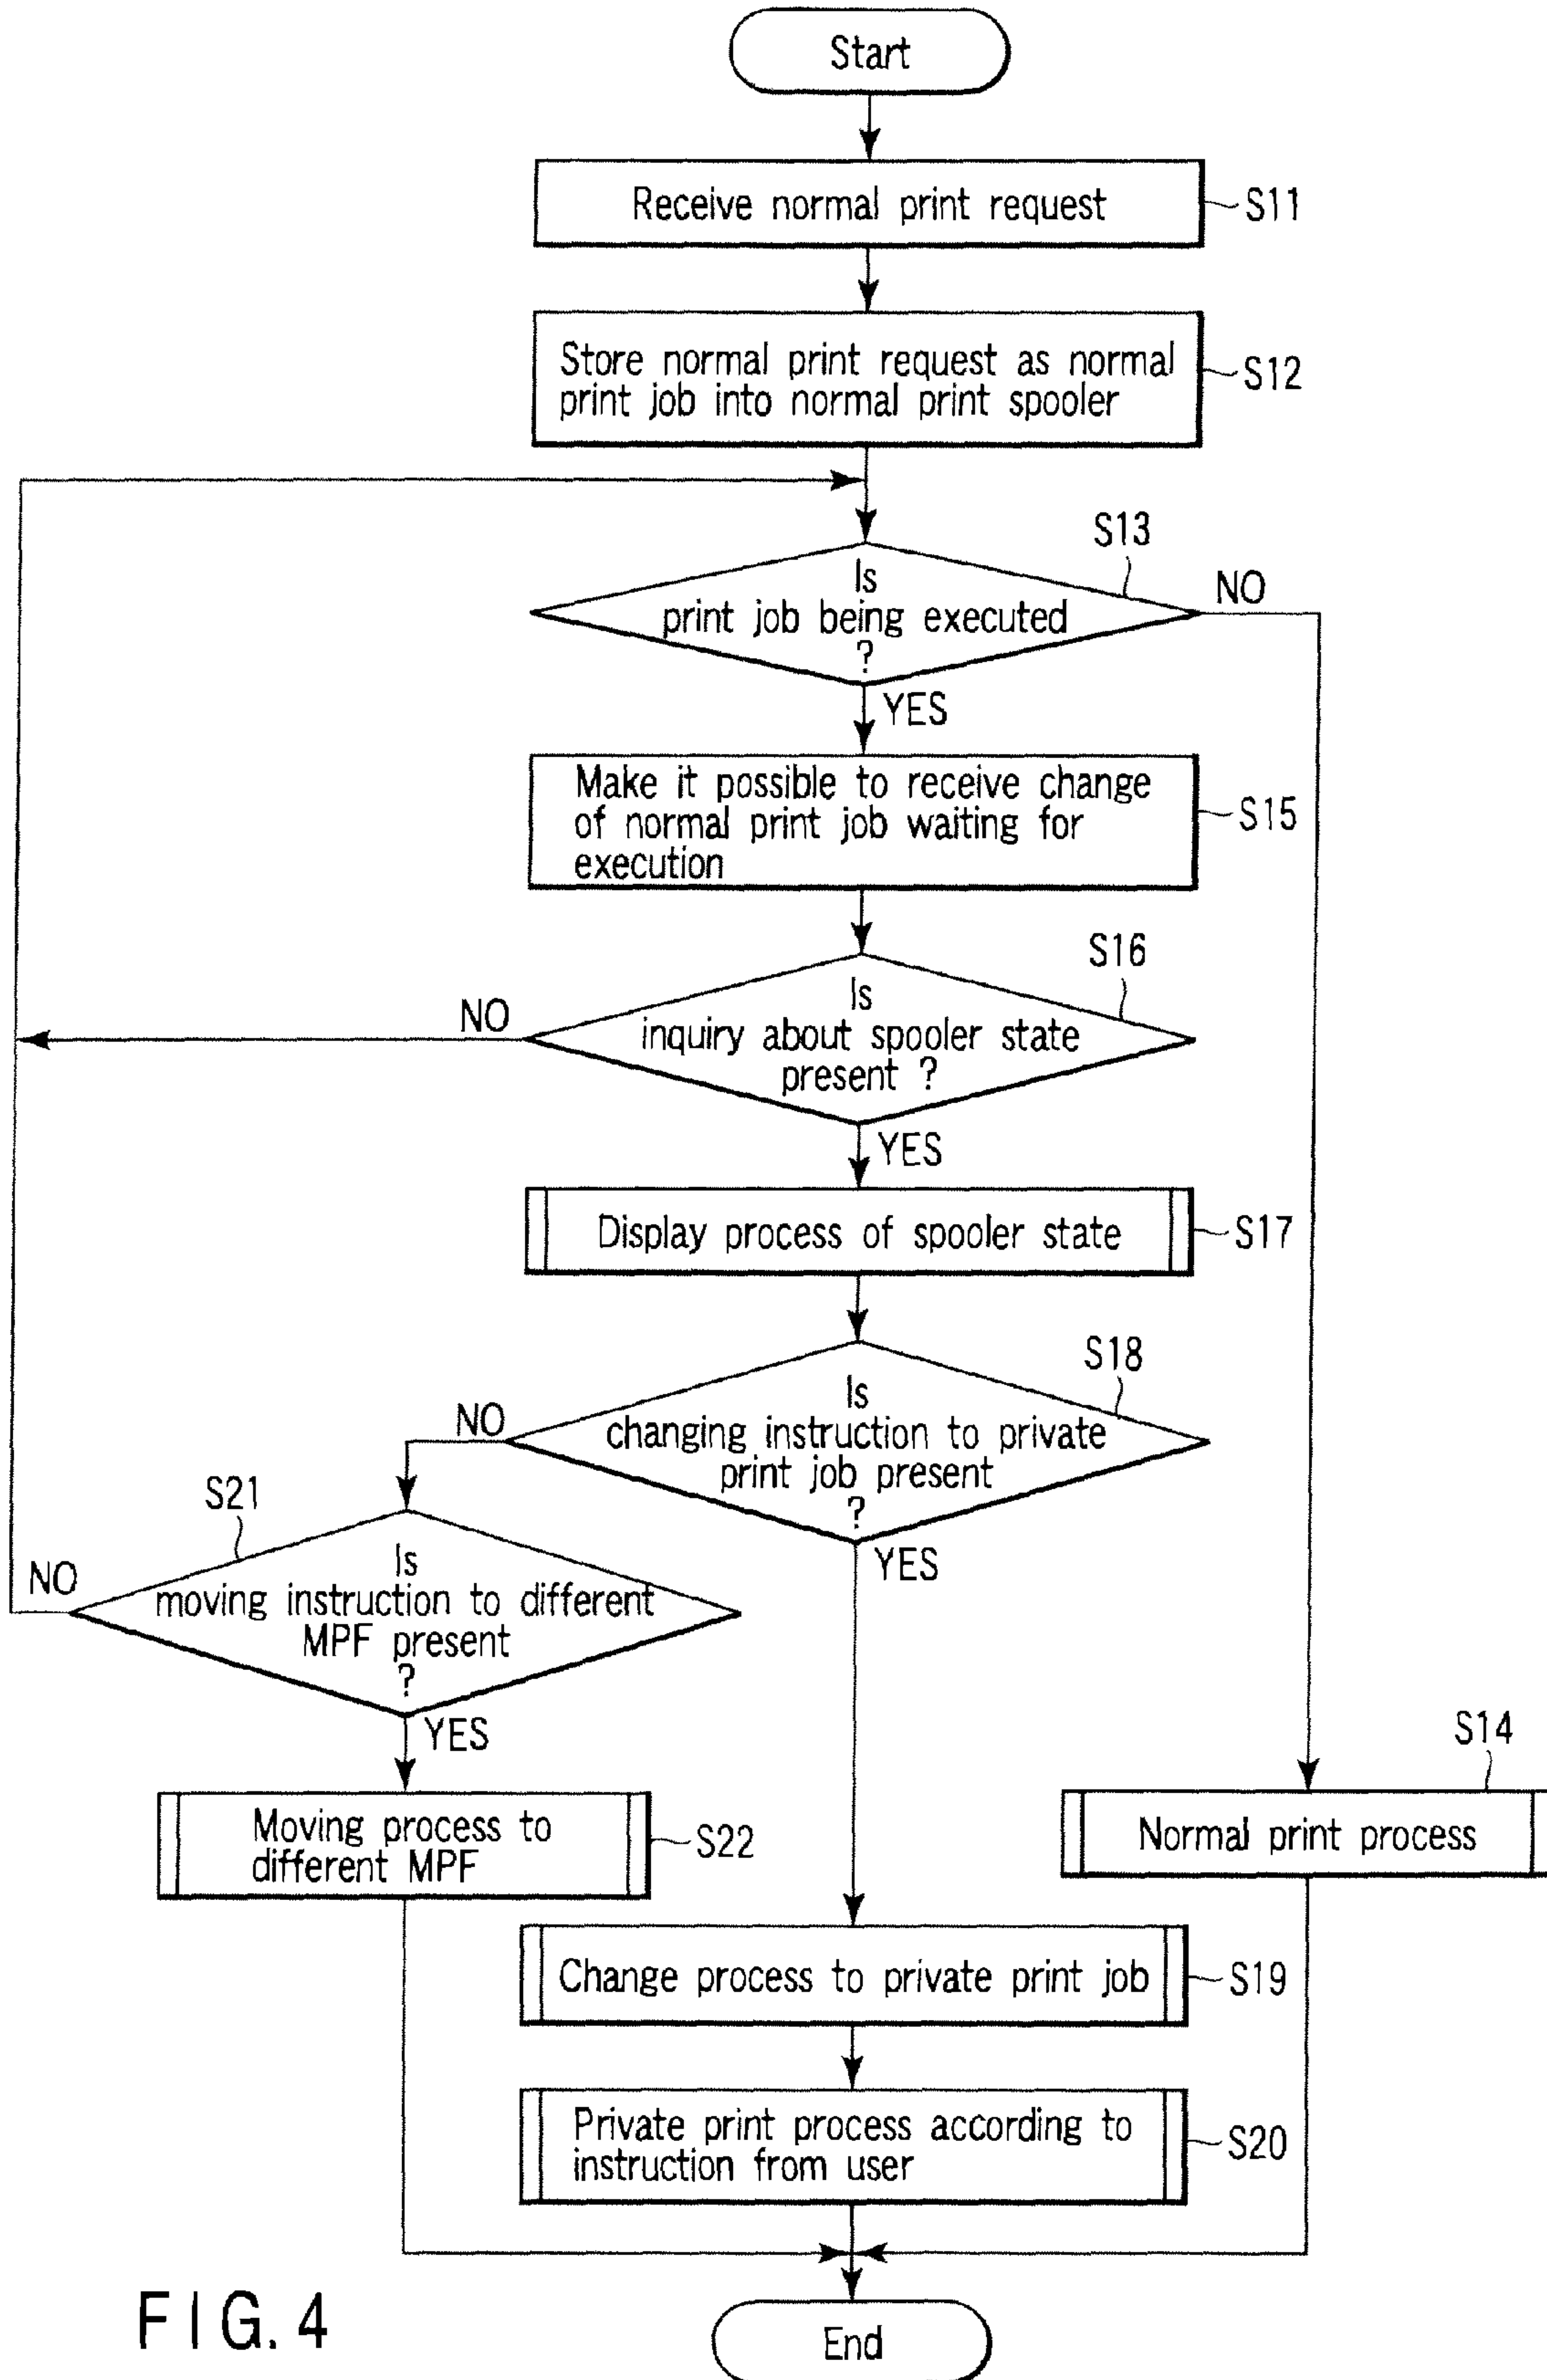 Start
Receive normal print request
S11
Store normal print request as normal
print job into normal print spooler
S12
S13
Is
print job being executed
?
NO
YES
Make it possible to receive change
of normal print job waiting for
execution
S15
S16
Is
inquiry about spooler state
present ?
NO
YES
Display process of spooler state
S17
S18
Is
changing instruction to private
print job present
?
NO
YES
S21
Is
moving instruction to different
MPF present
?
NO
YES
S14
Moving process to
different MPF
S22
Normal print process
Change process to private print job
S19
Private print process according to
instruction from user
S20
End
FIG. 4